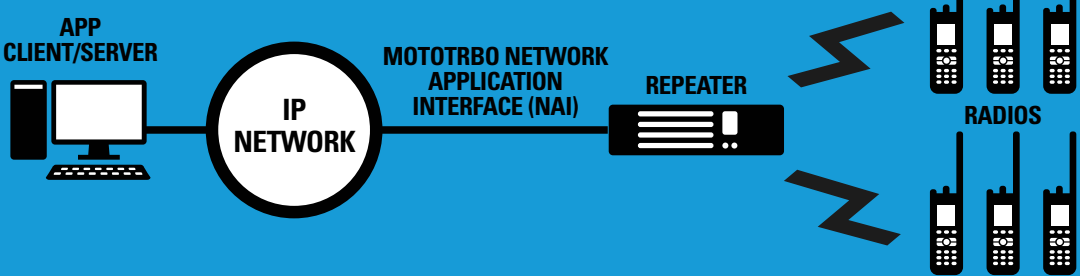 APP
CLIENT/SERVER
IP
NETWORK
MOTOTRBO NETWORK
APPLICATION
INTERFACE (NAI)
REPEATER
RADIOS